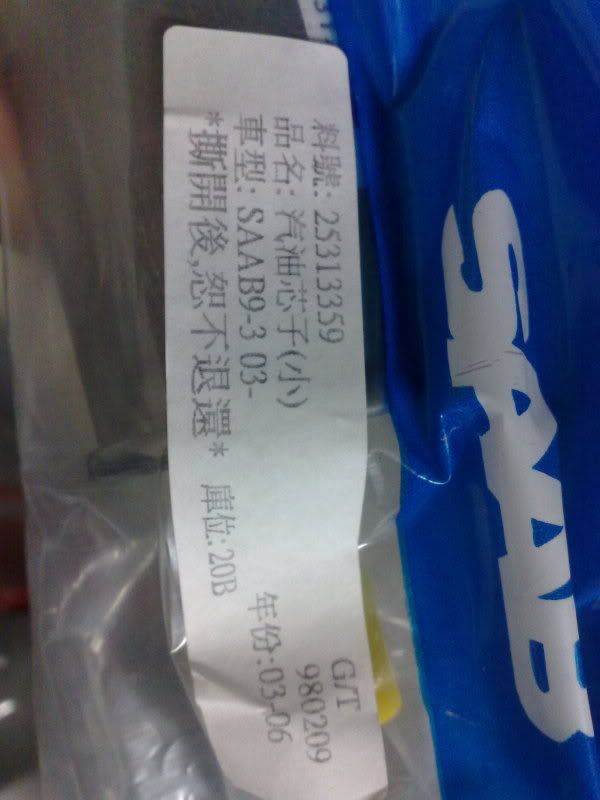 SAAB
料號: 25313359
G/T
品名: 汽油芯子(小)
980209
車型: SAAB9-3 03-
年份:03-06
*撕開後,恕不退還*
庫位:20B